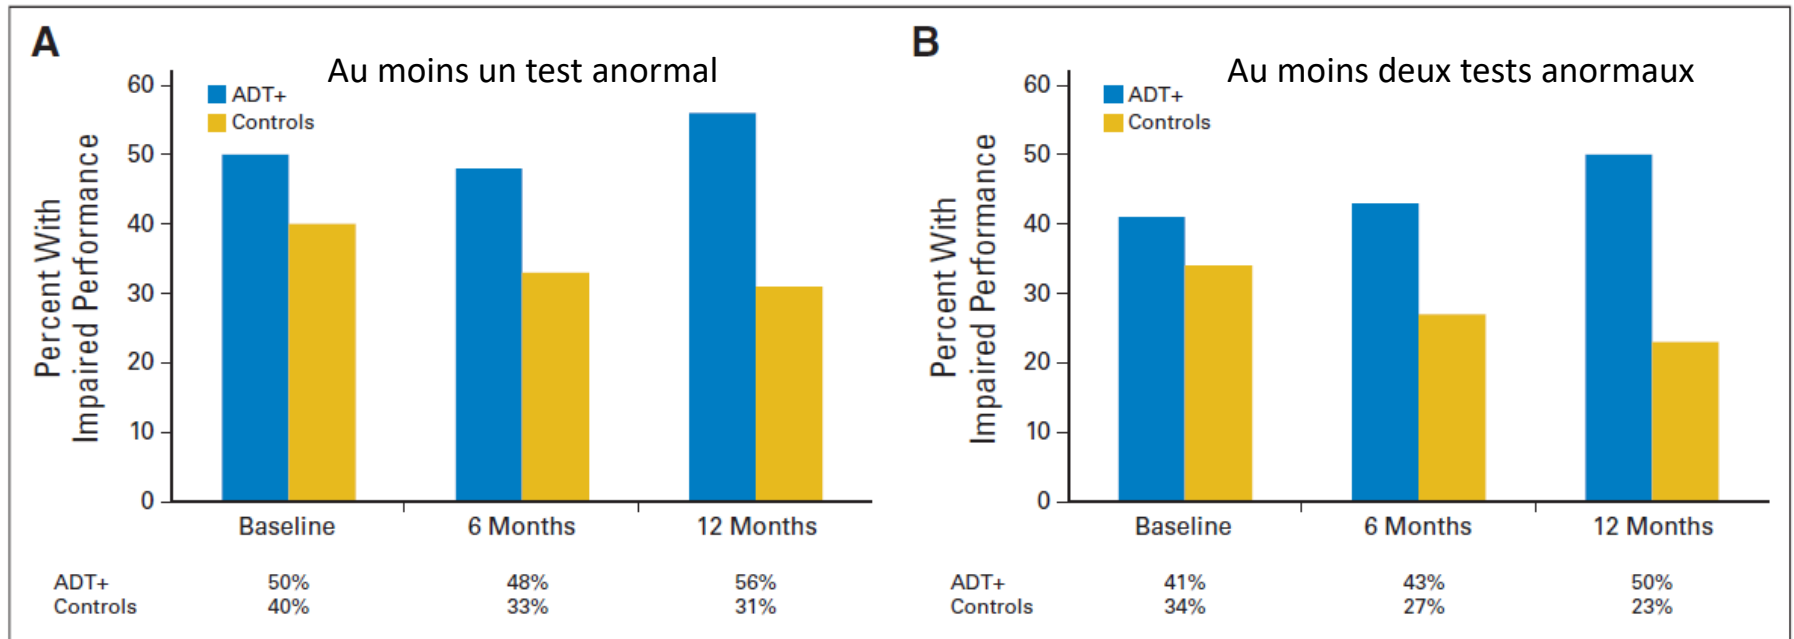 A
Au moins un test anormal
ADT+
Controls
Percent With
Impaired Performance
60
50
40
30
20
10
0
Baseline 6 Months 12 Months
ADT+ 50% 48% 56%
Controls 40% 33% 31%
B
Au moins deux tests anormaux
ADT+
Controls
Percent With
Impaired Performance
60
50
40
30
20
10
0
Baseline 6 Months 12 Months
ADT+ 41% 43% 50%
Controls 34% 27% 23%